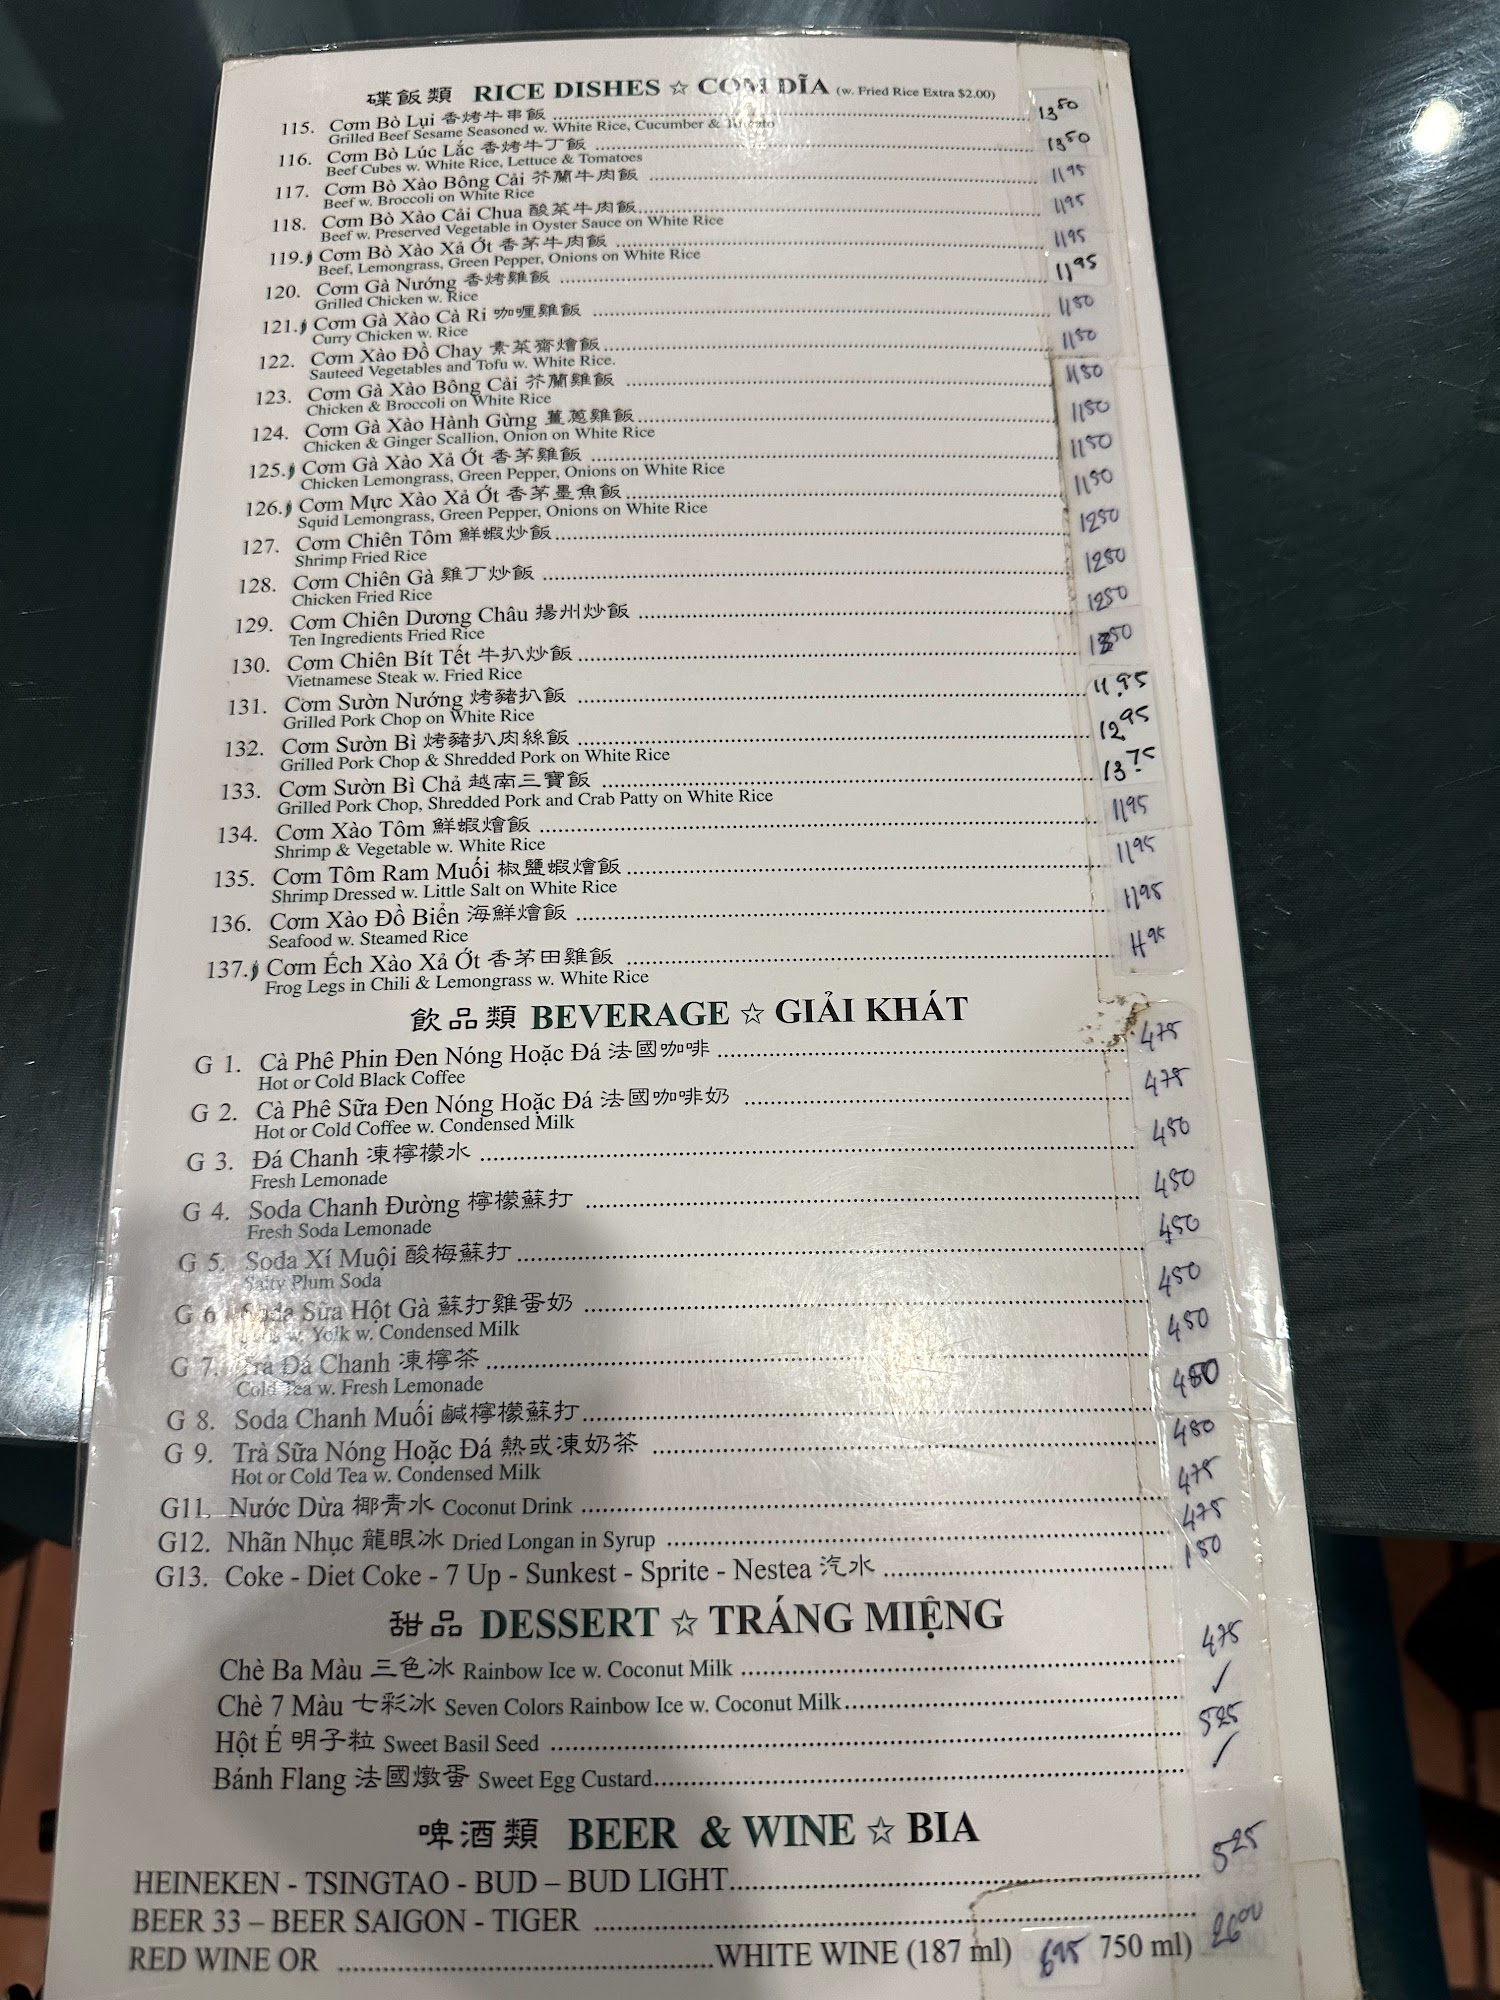 碟飯類 RICE DISHES ☆ CƠM DĨA (w. Fried Rice Extra $2.00)
115. Cơm Bò Lụi 香烤牛串飯 13⁵⁰
Grilled Beef Sesame Seasoned w. White Rice, Cucumber & Tomato
116. Cơm Bò Lúc Lắc 香烤牛丁飯 13⁵⁰
Beef Cubes w. White Rice, Lettuce & Tomatoes
117. Cơm Bò Xào Bông Cải 芥蘭牛肉飯 11⁹⁵
Beef w. Broccoli on White Rice
118. Cơm Bò Xào Cải Chua 酸菜牛肉飯 11⁹⁵
Beef w. Preserved Vegetable in Oyster Sauce on White Rice
119. Cơm Bò Xào Xả Ớt 香茅牛肉飯 11⁹⁵
Beef, Lemongrass, Green Pepper, Onions on White Rice
120. Cơm Gà Nướng 香烤雞飯 11⁹⁵
Grilled Chicken w. Rice
121. Cơm Gà Xào Cà Ri 咖喱雞飯 11⁵⁰
Curry Chicken w. Rice
122. Cơm Xào Đồ Chay 素菜齋燴飯 11⁵⁰
Sauteed Vegetables and Tofu w. White Rice.
123. Cơm Gà Xào Bông Cải 芥蘭雞飯 11⁵⁰
Chicken & Broccoli on White Rice
124. Cơm Gà Xào Hành Gừng 薑蔥雞飯 11⁵⁰
Chicken & Ginger Scallion, Onion on White Rice
125. Cơm Gà Xào Xả Ớt 香茅雞飯 11⁵⁰
Chicken Lemongrass, Green Pepper, Onions on White Rice
126. Cơm Mực Xào Xả Ớt 香茅墨魚飯 11⁵⁰
Squid Lemongrass, Green Pepper, Onions on White Rice
127. Cơm Chiên Tôm 鮮蝦炒飯 12⁵⁰
Shrimp Fried Rice
128. Cơm Chiên Gà 雞丁炒飯 12⁵⁰
Chicken Fried Rice
129. Cơm Chiên Dương Châu 揚州炒飯 12⁵⁰
Ten Ingredients Fried Rice
130. Cơm Chiên Bít Tết 牛扒炒飯
Vietnamese Steak w. Fried Rice
131. Cơm Sườn Nướng 烤豬扒飯 11.⁹⁵
Grilled Pork Chop on White Rice
132. Cơm Sườn Bì 烤豬扒肉絲飯 12.⁹⁵
Grilled Pork Chop & Shredded Pork on White Rice
133. Cơm Sườn Bì Chả 越南三寶飯 13.⁷⁵
Grilled Pork Chop, Shredded Pork and Crab Patty on White Rice
134. Cơm Xào Tôm 鮮蝦燴飯 11⁹⁵
Shrimp & Vegetable w. White Rice
135. Cơm Tôm Ram Muối 椒鹽蝦燴飯 11⁹⁵
Shrimp Dressed w. Little Salt on White Rice
136. Cơm Xào Đồ Biển 海鮮燴飯 11⁹⁵
Seafood w. Steamed Rice
137. Cơm Ếch Xào Xả Ớt 香茅田雞飯 11⁹⁵
Frog Legs in Chili & Lemongrass w. White Rice
飲品類 BEVERAGE ☆ GIẢI KHÁT
G 1. Cà Phê Phin Đen Nóng Hoặc Đá 法國咖啡 4⁷⁵
Hot or Cold Black Coffee
G 2. Cà Phê Sữa Đen Nóng Hoặc Đá 法國咖啡奶 4⁷⁵
Hot or Cold Coffee w. Condensed Milk
G 3. Đá Chanh 凍檸檬水 4⁵⁰
Fresh Lemonade
G 4. Soda Chanh Đường 檸檬蘇打 4⁵⁰
Fresh Soda Lemonade
G 5. Soda Xí Muội 酸梅蘇打 4⁵⁰
Salty Plum Soda
G 6 Soda Sữa Hột Gà 蘇打雞蛋奶 4⁵⁰
w. Yolk w. Condensed Milk
G 7. Trà Đá Chanh 凍檸茶 4⁵⁰
Cold Tea w. Fresh Lemonade
G 8. Soda Chanh Muối 鹹檸檬蘇打 4⁵⁰
G 9. Trà Sữa Nóng Hoặc Đá 熱或凍奶茶 4⁵⁰
Hot or Cold Tea w. Condensed Milk
G11. Nước Dừa 椰青水 Coconut Drink 4⁷⁵
G12. Nhãn Nhục 龍眼冰 Dried Longan in Syrup 4⁷⁵
G13. Coke - Diet Coke - 7 Up - Sunkest - Sprite - Nestea 汽水 1⁵⁰
甜品 DESSERT ☆ TRÁNG MIỆNG
Chè Ba Màu 三色冰 Rainbow Ice w. Coconut Milk 4⁷⁵
Chè 7 Màu 七彩冰 Seven Colors Rainbow Ice w. Coconut Milk /
Hột É 明子粒 Sweet Basil Seed 5²⁵
Bánh Flang 法國燉蛋 Sweet Egg Custard /
啤酒類 BEER & WINE ☆ BIA
HEINEKEN - TSINGTAO - BUD – BUD LIGHT 5²⁵
BEER 33 – BEER SAIGON - TIGER
RED WINE OR WHITE WINE (187 ml) 6⁹⁵ 750 ml) 26⁰⁰